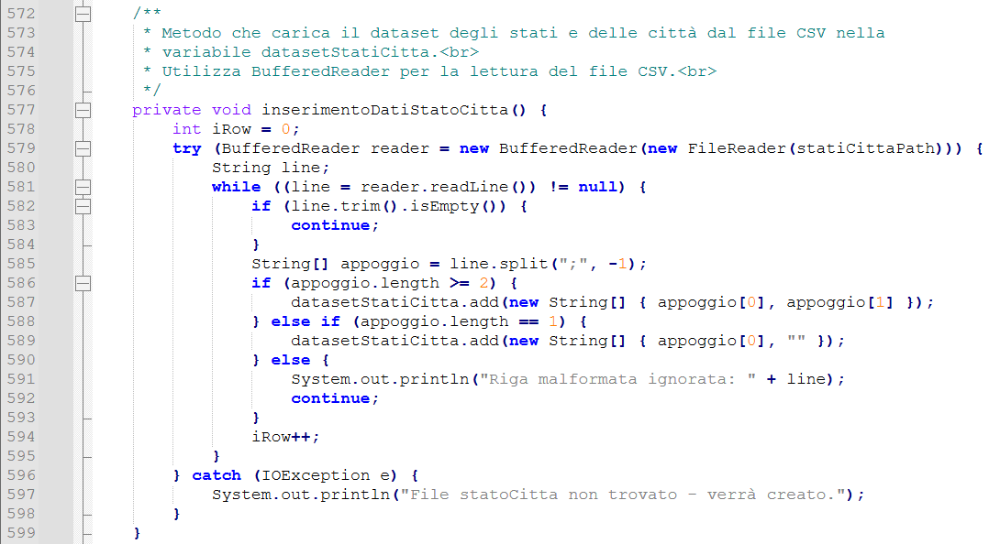 572 /**
573 * Metodo che carica il dataset degli stati e delle città dal file CSV nella
574 * variabile datasetStatiCitta.<br>
575 * Utilizza BufferedReader per la lettura del file CSV.<br>
576 */
577 private void inserimentoDatiStatoCitta() {
578 int iRow = 0;
579 try (BufferedReader reader = new BufferedReader(new FileReader(statiCittaPath))) {
580 String line;
581 while ((line = reader.readLine()) != null) {
582 if (line.trim().isEmpty()) {
583 continue;
584 }
585 String[] appoggio = line.split(";", -1);
586 if (appoggio.length >= 2) {
587 datasetStatiCitta.add(new String[] { appoggio[0], appoggio[1] });
588 } else if (appoggio.length == 1) {
589 datasetStatiCitta.add(new String[] { appoggio[0], "" });
590 } else {
591 System.out.println("Riga malformata ignorata: " + line);
592 continue;
593 }
594 iRow++;
595 }
596 } catch (IOException e) {
597 System.out.println("File statoCitta non trovato - verrà creato.");
598 }
599 }